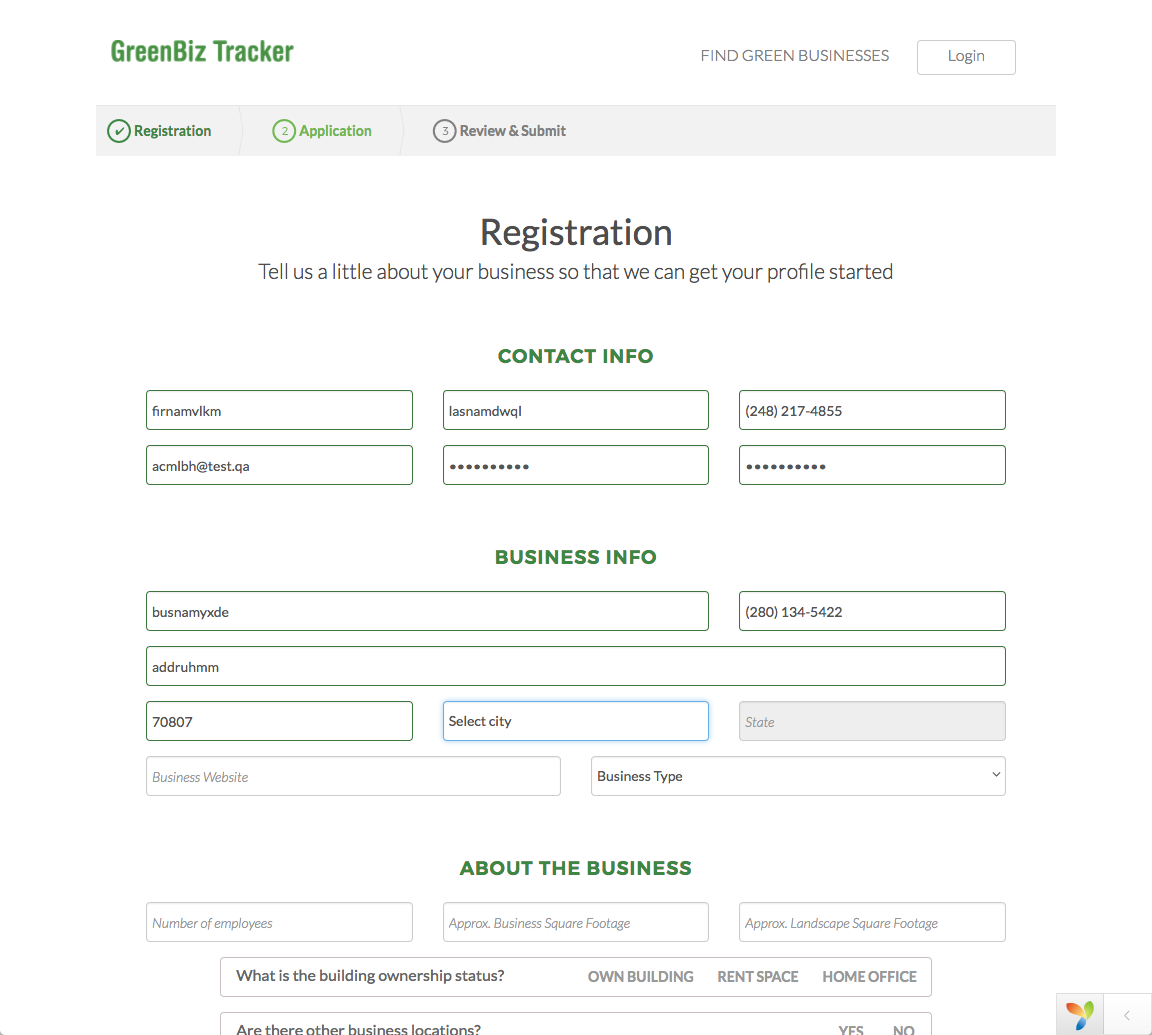 GreenBiz Tracker
FIND GREEN BUSINESSES
Login
Registration
2 Application
3 Review & Submit
Registration
Tell us a little about your business so that we can get your profile started
CONTACT INFO
firnamvlkm
lasnamdwql
(248) 217-4855
acmlbh@test.qa
••••••••••
••••••••••
BUSINESS INFO
busnamyxde
(280) 134-5422
addruhmm
70807
Select city
State
Business Website
Business Type
ABOUT THE BUSINESS
Number of employees
Approx. Business Square Footage
Approx. Landscape Square Footage
What is the building ownership status?
OWN BUILDING
RENT SPACE
HOME OFFICE
Are there other business locations?
YES
NO